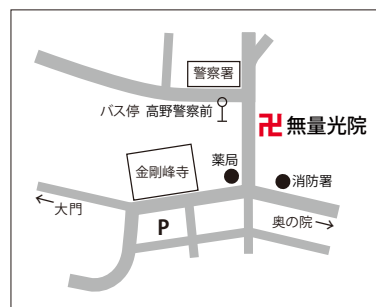 警察署
バス停 高野警察前
卍 無量光院
薬局
金剛峰寺
消防署
大門
P
奥の院